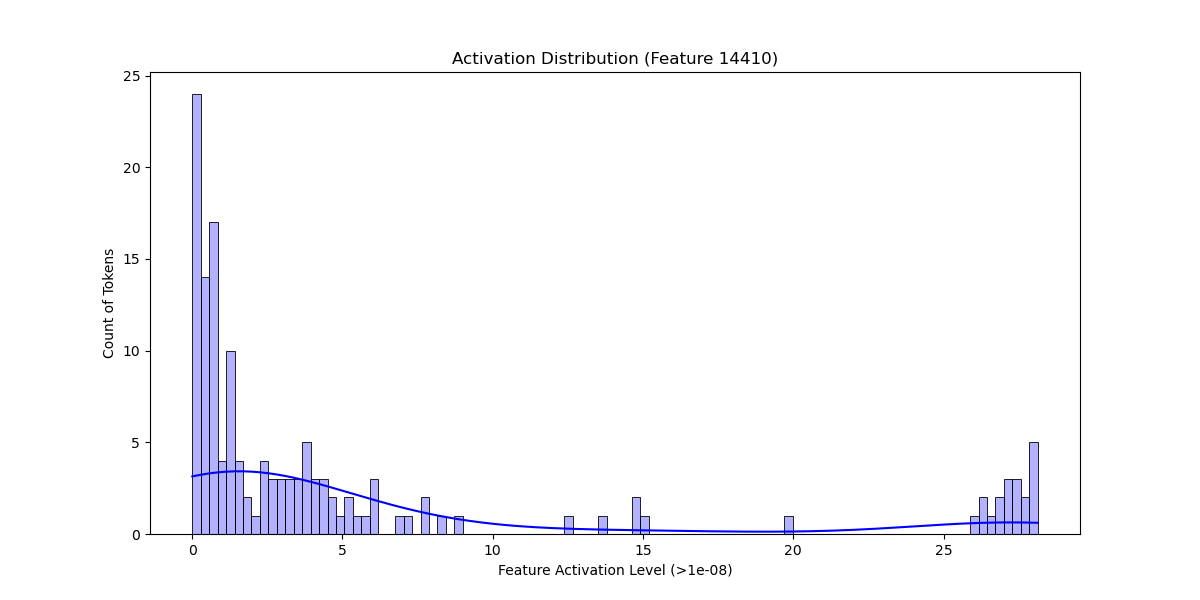 Activation Distribution (Feature 14410)
25
20
15
10
5
0
Count of Tokens
0 5 10 15 20 25
Feature Activation Level (>1e-08)